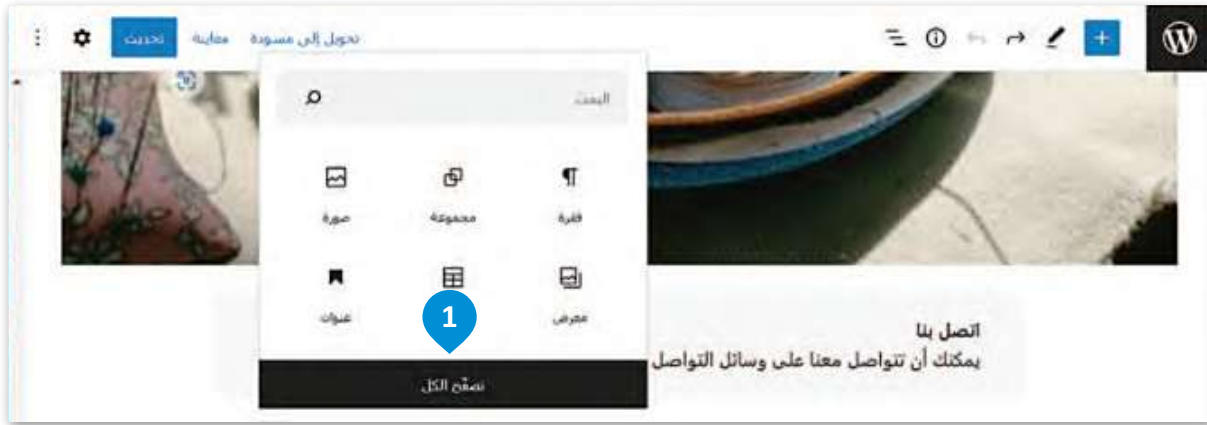 تحويل إلى مسودة معاينة تحديث
البحث
فقرة مجموعة صورة
معرض عنوان
1
اتصل بنا
يمكنك أن تتواصل معنا على وسائل التواصل
تصفّح الكل